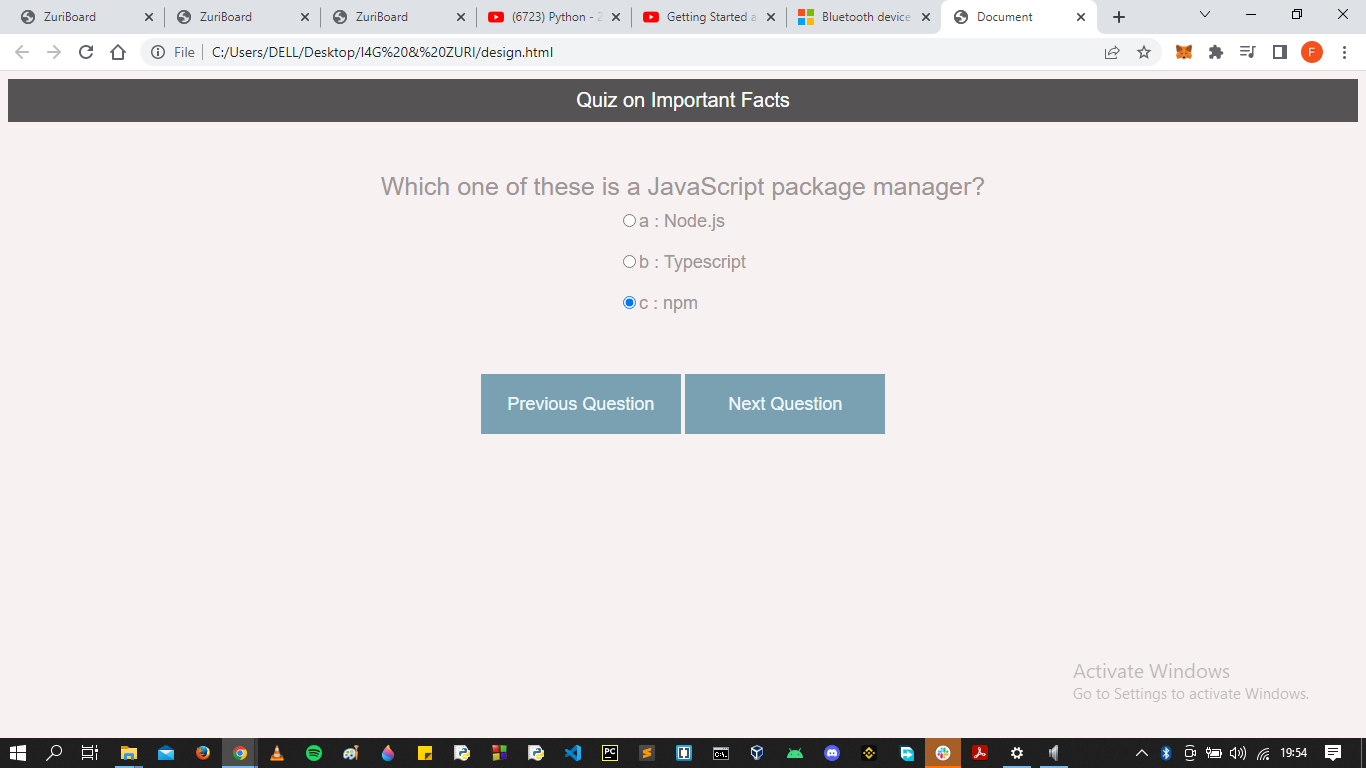 ZuriBoard
ZuriBoard
ZuriBoard
(6723) Python - Z
Getting Started a
Bluetooth device
Document
File
C:/Users/DELL/Desktop/I4G%20&%20ZURI/design.html
F
Quiz on Important Facts
Which one of these is a JavaScript package manager?
a : Node.js
b : Typescript
c : npm
Previous Question
Next Question
Activate Windows
Go to Settings to activate Windows.
PC
19:54